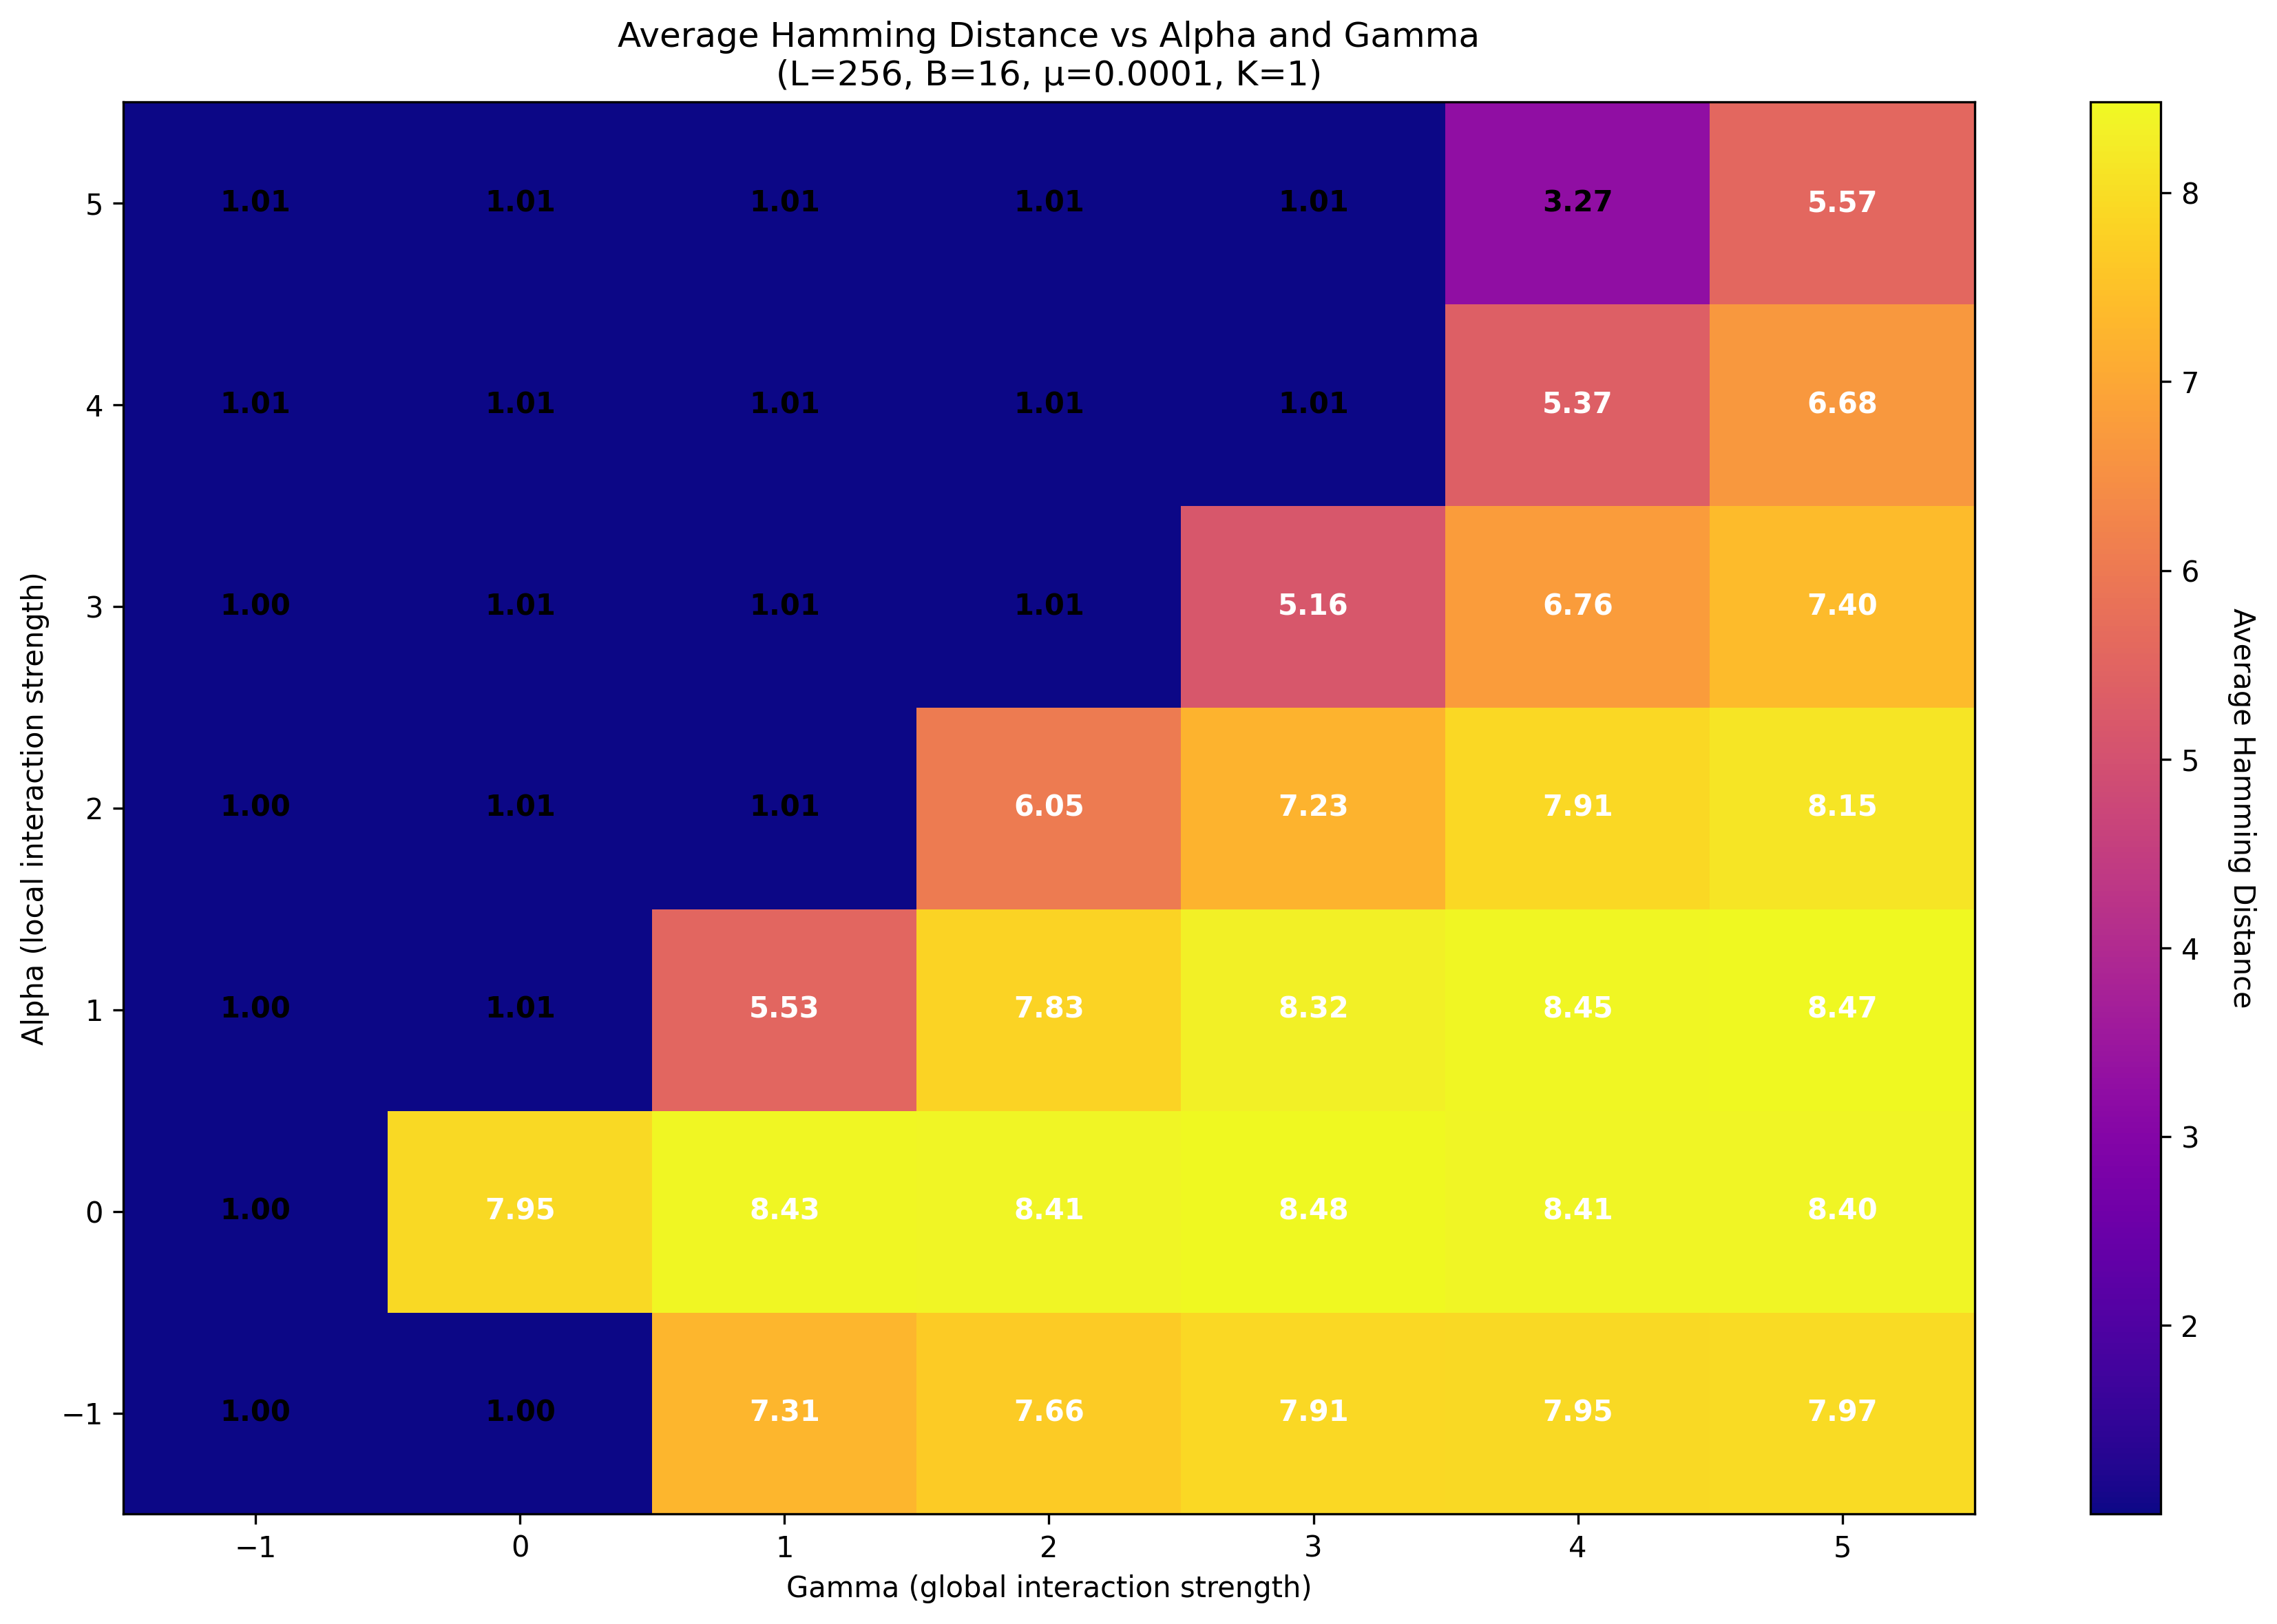 Average Hamming Distance vs Alpha and Gamma
(L=256, B=16, μ=0.0001, K=1)
Alpha (local interaction strength)
5 1.01 1.01 1.01 1.01 1.01 3.27 5.57
4 1.01 1.01 1.01 1.01 1.01 5.37 6.68
3 1.00 1.01 1.01 1.01 5.16 6.76 7.40
2 1.00 1.01 1.01 6.05 7.23 7.91 8.15
1 1.00 1.01 5.53 7.83 8.32 8.45 8.47
0 1.00 7.95 8.43 8.41 8.48 8.41 8.40
−1 1.00 1.00 7.31 7.66 7.91 7.95 7.97
−1 0 1 2 3 4 5
Gamma (global interaction strength)
8
7
6
5
4
3
2
Average Hamming Distance